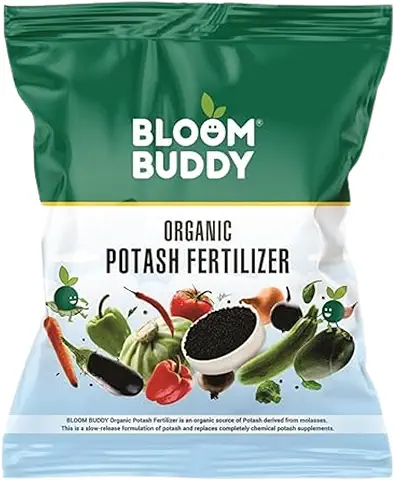 BLOOM®
BUDDY
ORGANIC
POTASH FERTILIZER
BLOOM BUDDY Organic Potash Fertilizer is an organic source of Potash derived from molasses.
This is a slow-release formulation of potash and replaces completely chemical potash supplements.